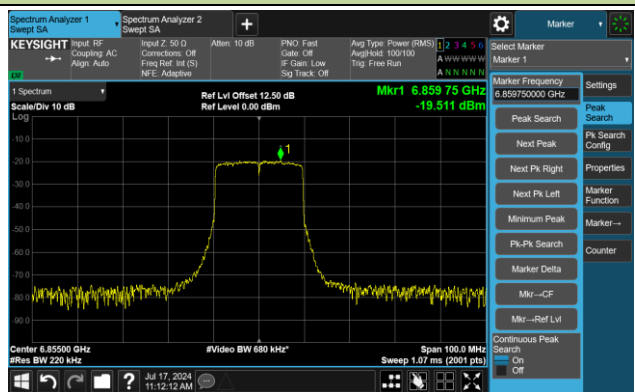 Spectrum Analyzer 1
Swept SA
Spectrum Analyzer 2
Swept SA
+
Marker
KEYSIGHT
Input: RF
Coupling: AC
Align: Auto
Input Z: 50 Ω
Corrections: Off
Freq Ref: Int (S)
NFE: Adaptive
Atten: 10 dB
PNO: Fast
Gate: Off
IF Gain: Low
Sig Track: Off
Avg Type: Power (RMS)
Avg|Hold: 100/100
Trig: Free Run
1 2 3 4 5 6
A W W W W W
A N N N N N
Select Marker
Marker 1
1 Spectrum
Scale/Div 10 dB
Log
Ref Lvl Offset 12.50 dB
Ref Level 0.00 dBm
Mkr1 6.859 75 GHz
-19.511 dBm
1
-10.0
-20.0
-30.0
-40.0
-50.0
-60.0
-70.0
-80.0
-90.0
Center 6.85500 GHz
#Res BW 220 kHz
#Video BW 680 kHz*
Span 100.0 MHz
Sweep 1.07 ms (2001 pts)
Marker Frequency
6.859750000 GHz
Peak Search
Next Peak
Next Pk Right
Next Pk Left
Minimum Peak
Pk-Pk Search
Marker Delta
Mkr→CF
Mkr→Ref Lvl
Continuous Peak
Search
On
Off
Settings
Peak
Search
Pk Search
Config
Properties
Marker
Function
Marker→
Counter
?
Jul 17, 2024
11:12:12 AM